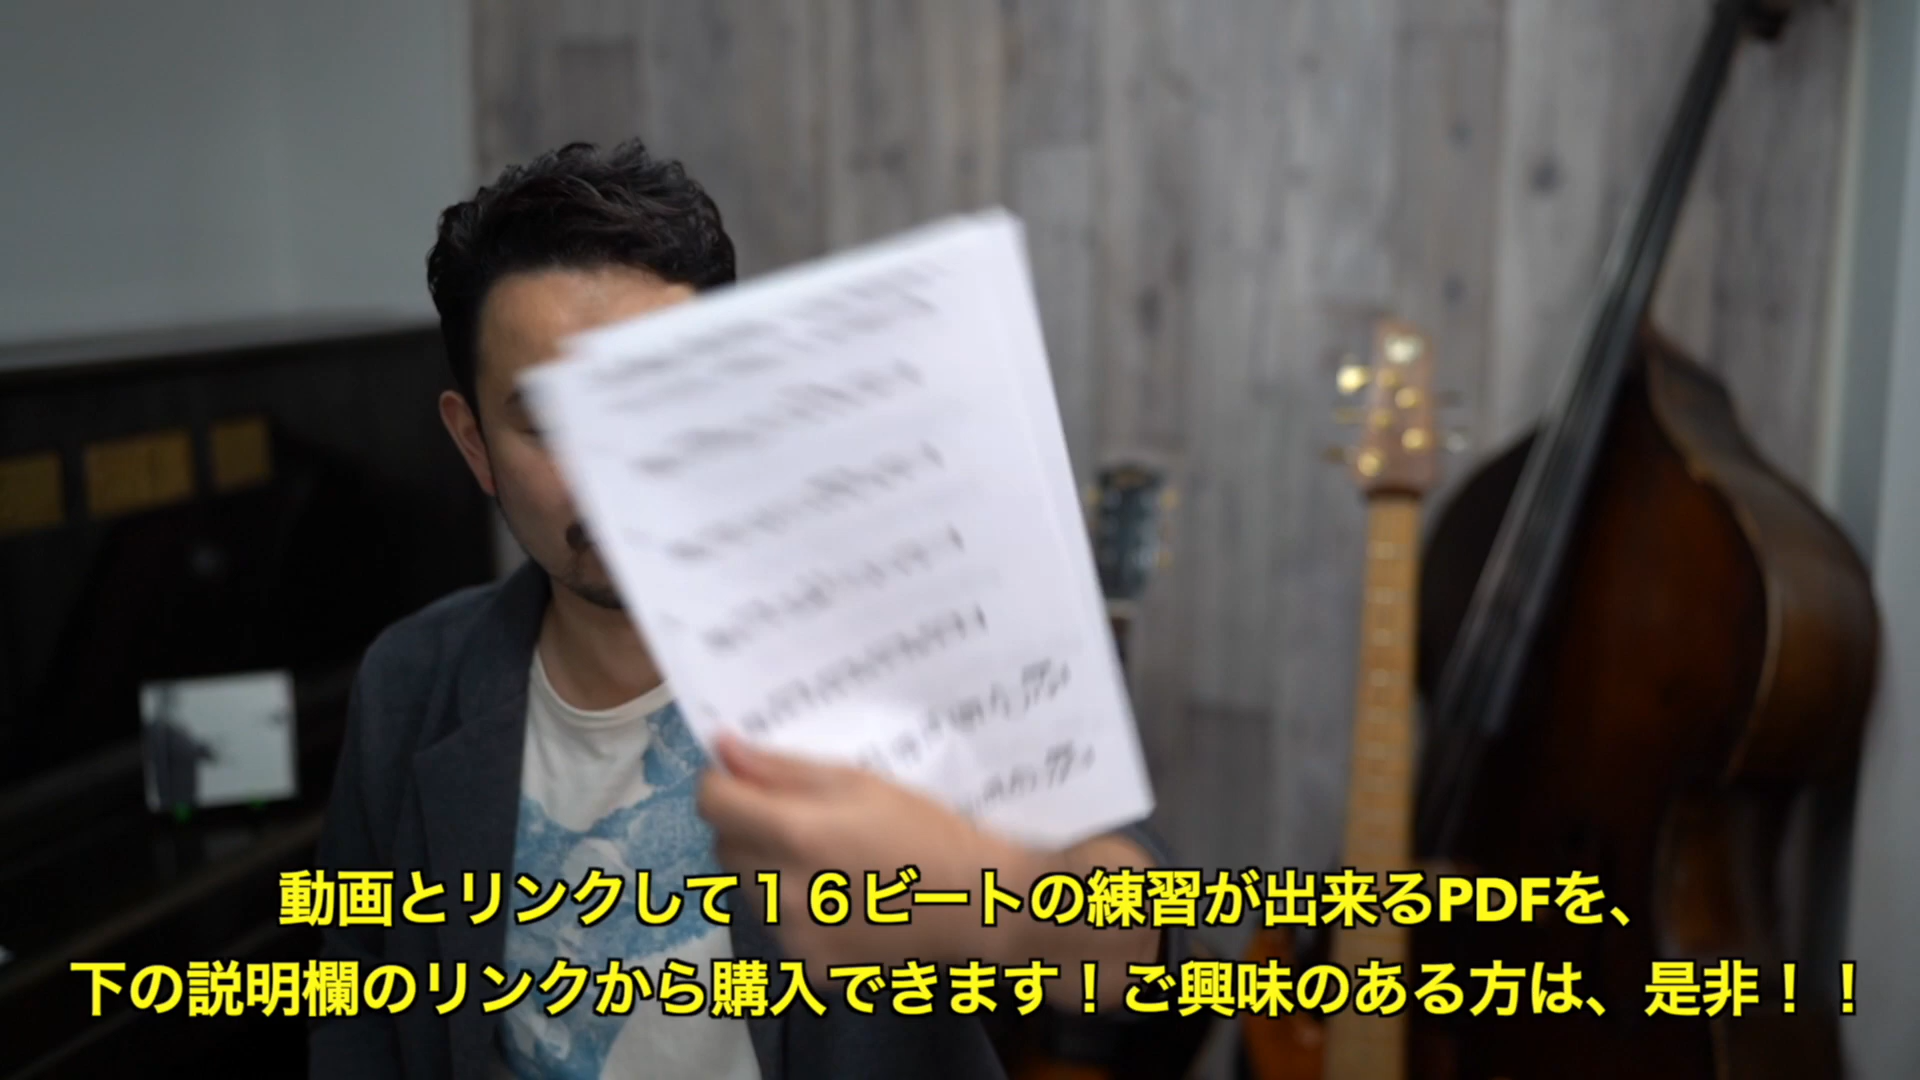 動画とリンクして１６ビートの練習が出来るPDFを、
下の説明欄のリンクから購入できます！ご興味のある方は、是非！！